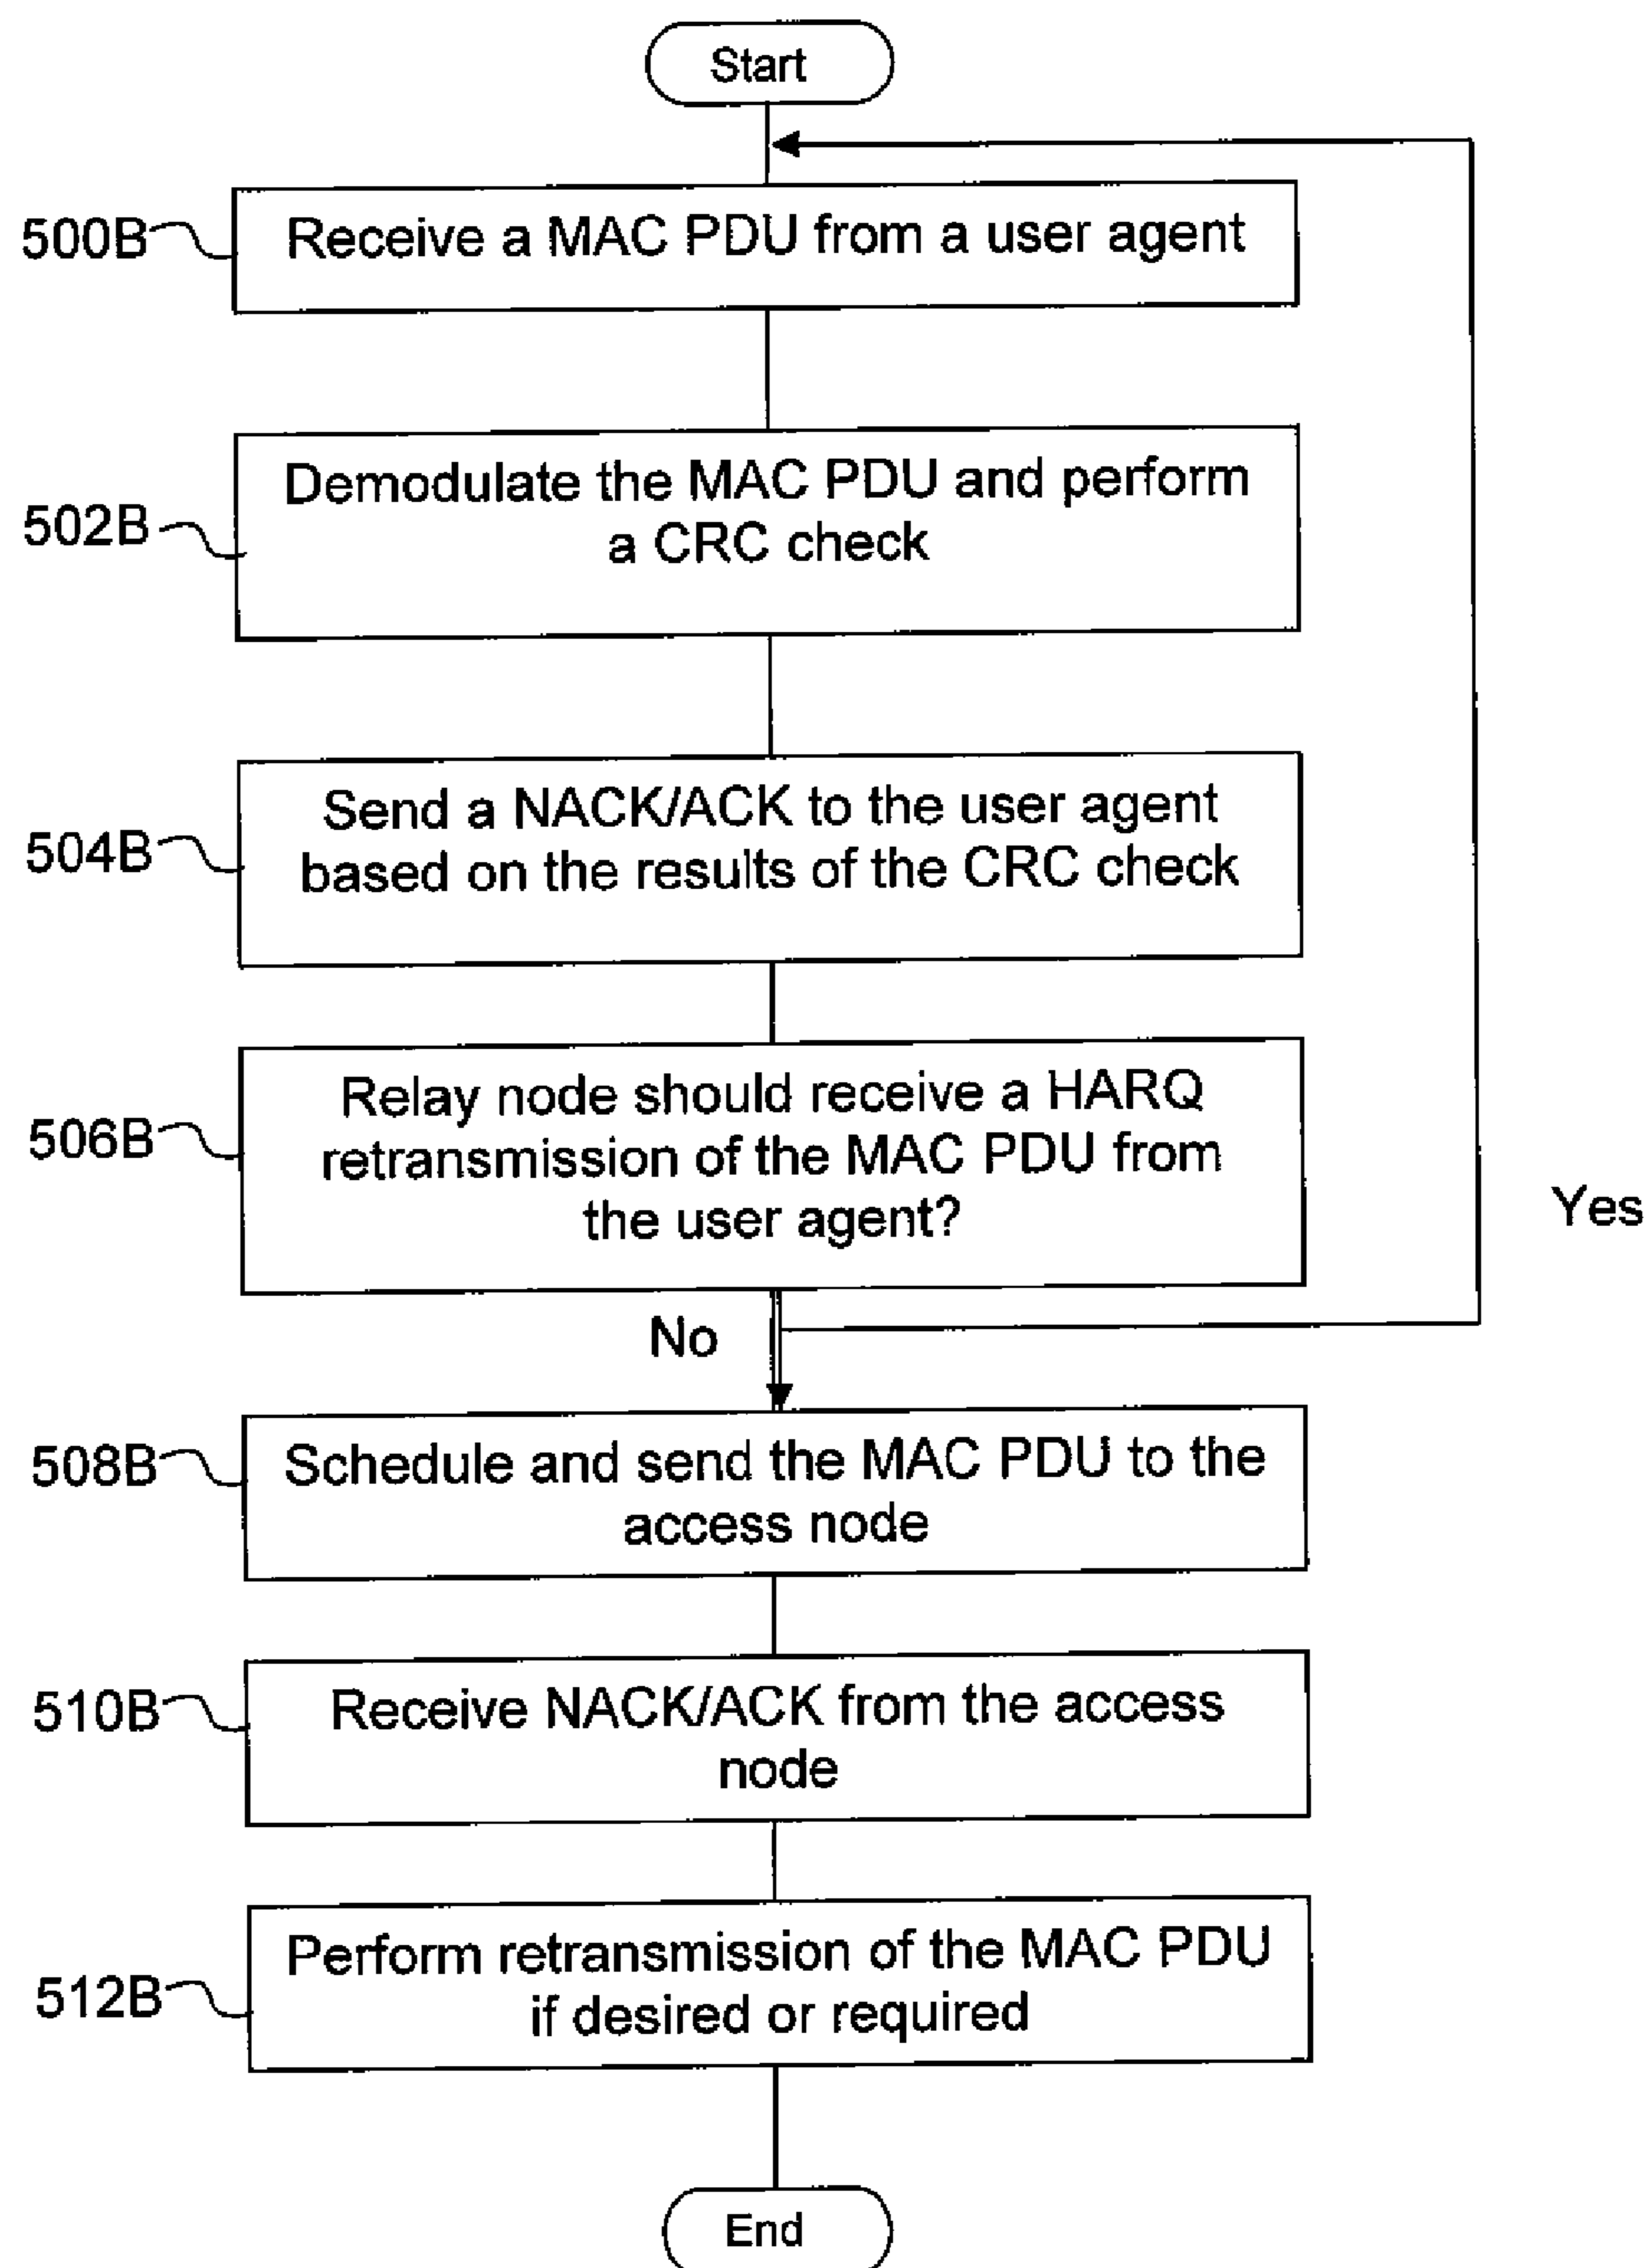 Start
500B
Receive a MAC PDU from a user agent
502B
Demodulate the MAC PDU and perform
a CRC check
504B
Send a NACK/ACK to the user agent
based on the results of the CRC check
506B
Relay node should receive a HARQ
retransmission of the MAC PDU from
the user agent?
Yes
No
508B
Schedule and send the MAC PDU to the
access node
510B
Receive NACK/ACK from the access
node
512B
Perform retransmission of the MAC PDU
if desired or required
End